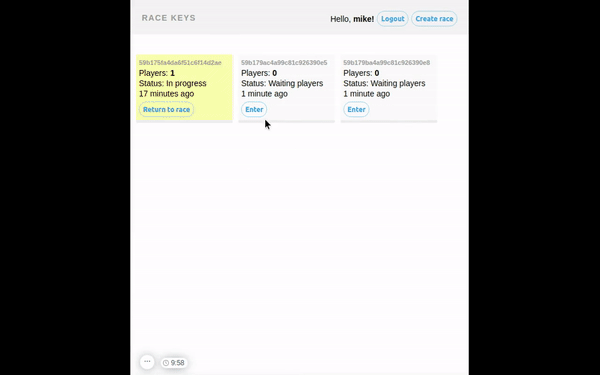 RACE KEYS
Hello, mike! Logout Create race
59b175fa4da6f51c6f14d2ae
Players: 1
Status: In progress
17 minutes ago
Return to race
59b179ac4a99c81c926390e5
Players: 0
Status: Waiting players
1 minute ago
Enter
59b179ba4a99c81c926390e8
Players: 0
Status: Waiting players
1 minute ago
Enter
9:58